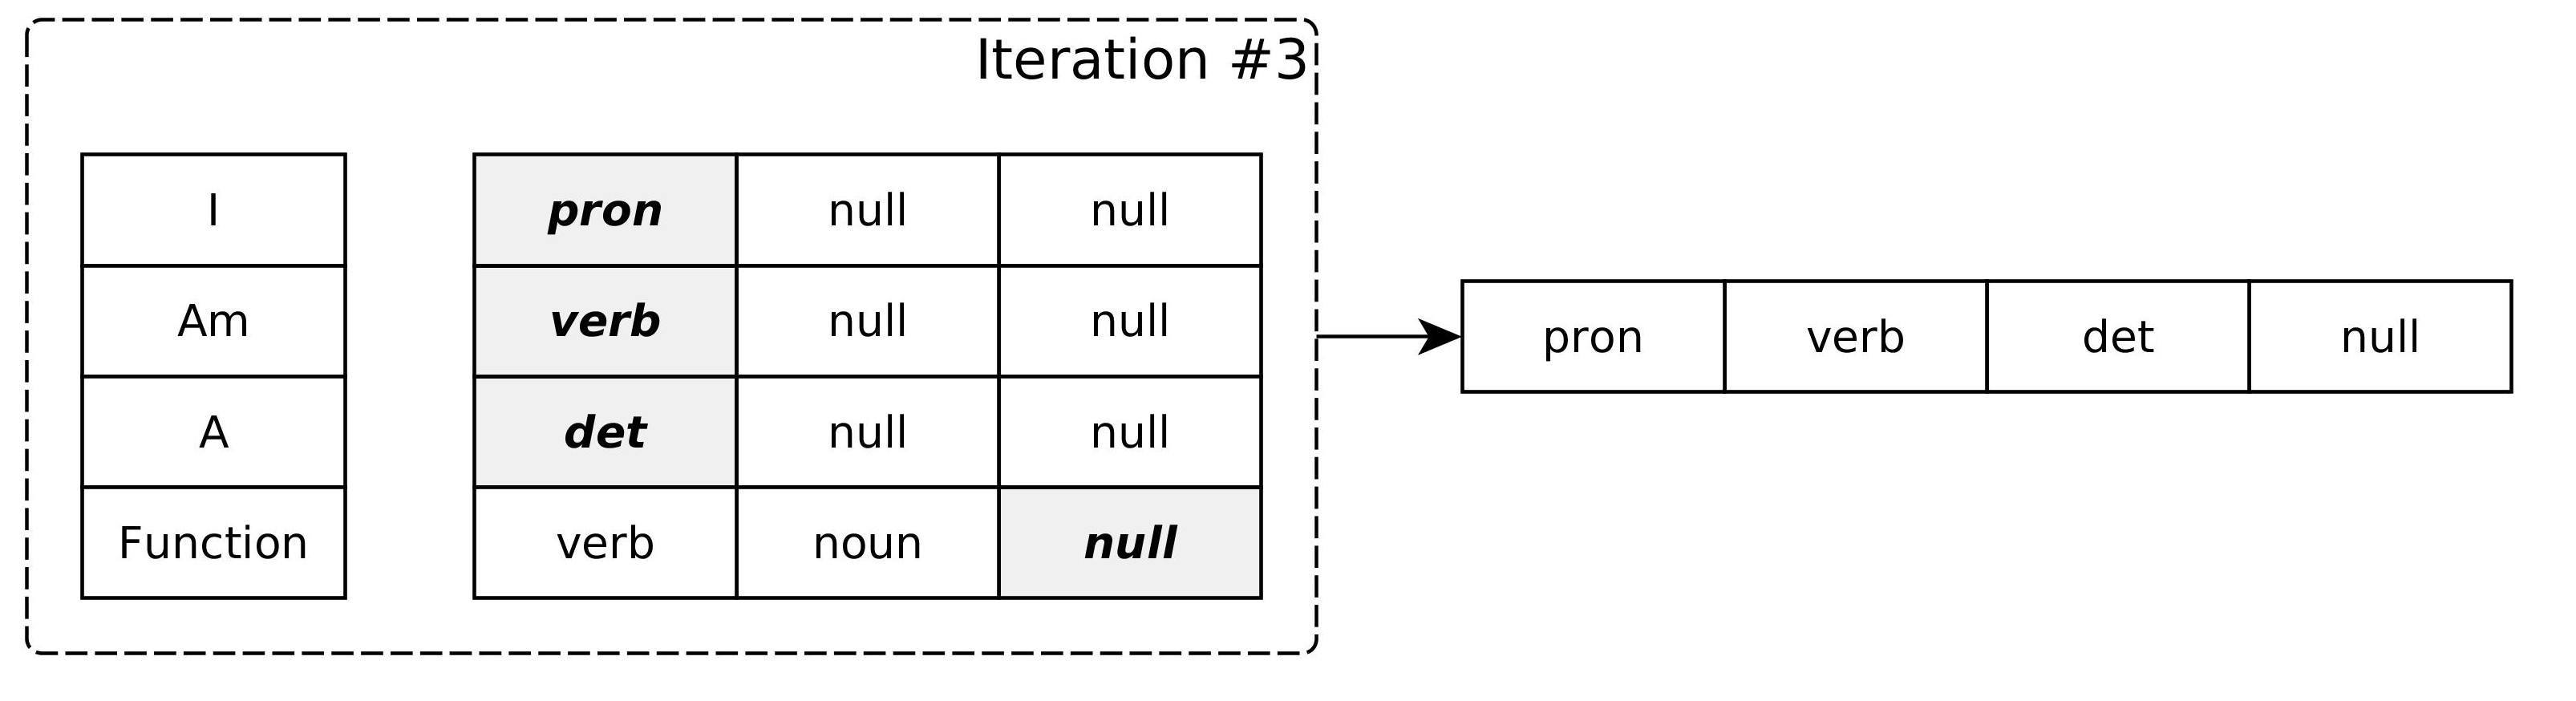 Iteration #3
I pron null null
Am verb null null
A det null null
Function verb noun null
pron verb det null